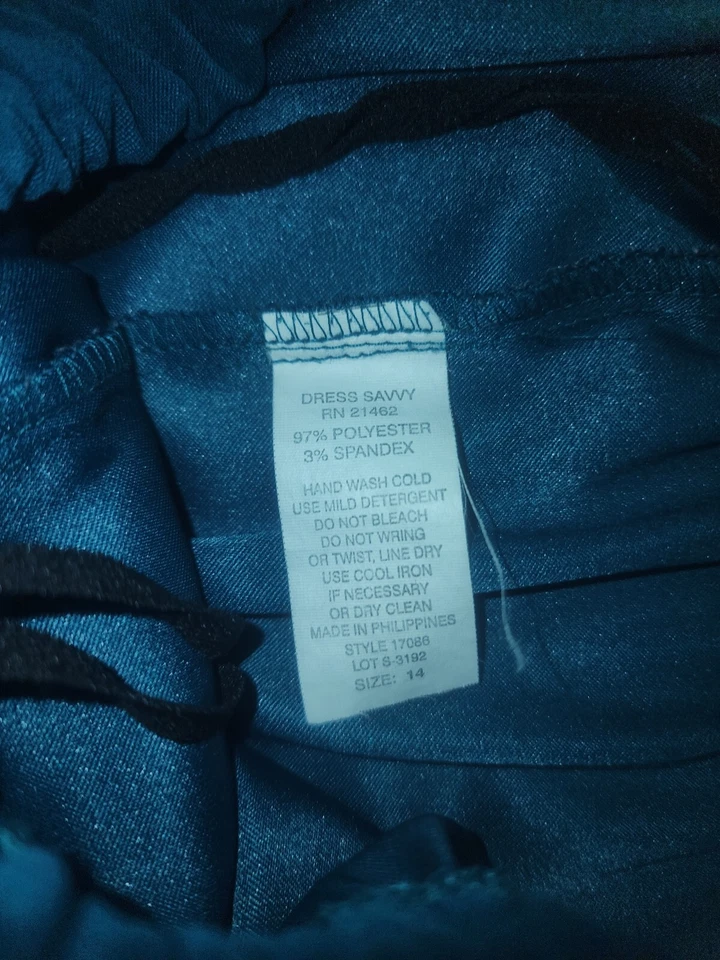 DRESS SAVVY
RN 21462
97% POLYESTER
3% SPANDEX
HAND WASH COLD
USE MILD DETERGENT
DO NOT BLEACH
DO NOT WRING
OR TWIST, LINE DRY
USE COOL IRON
IF NECESSARY
OR DRY CLEAN
MADE IN PHILIPPINES
STYLE 17086
LOT S-3192
SIZE: 14